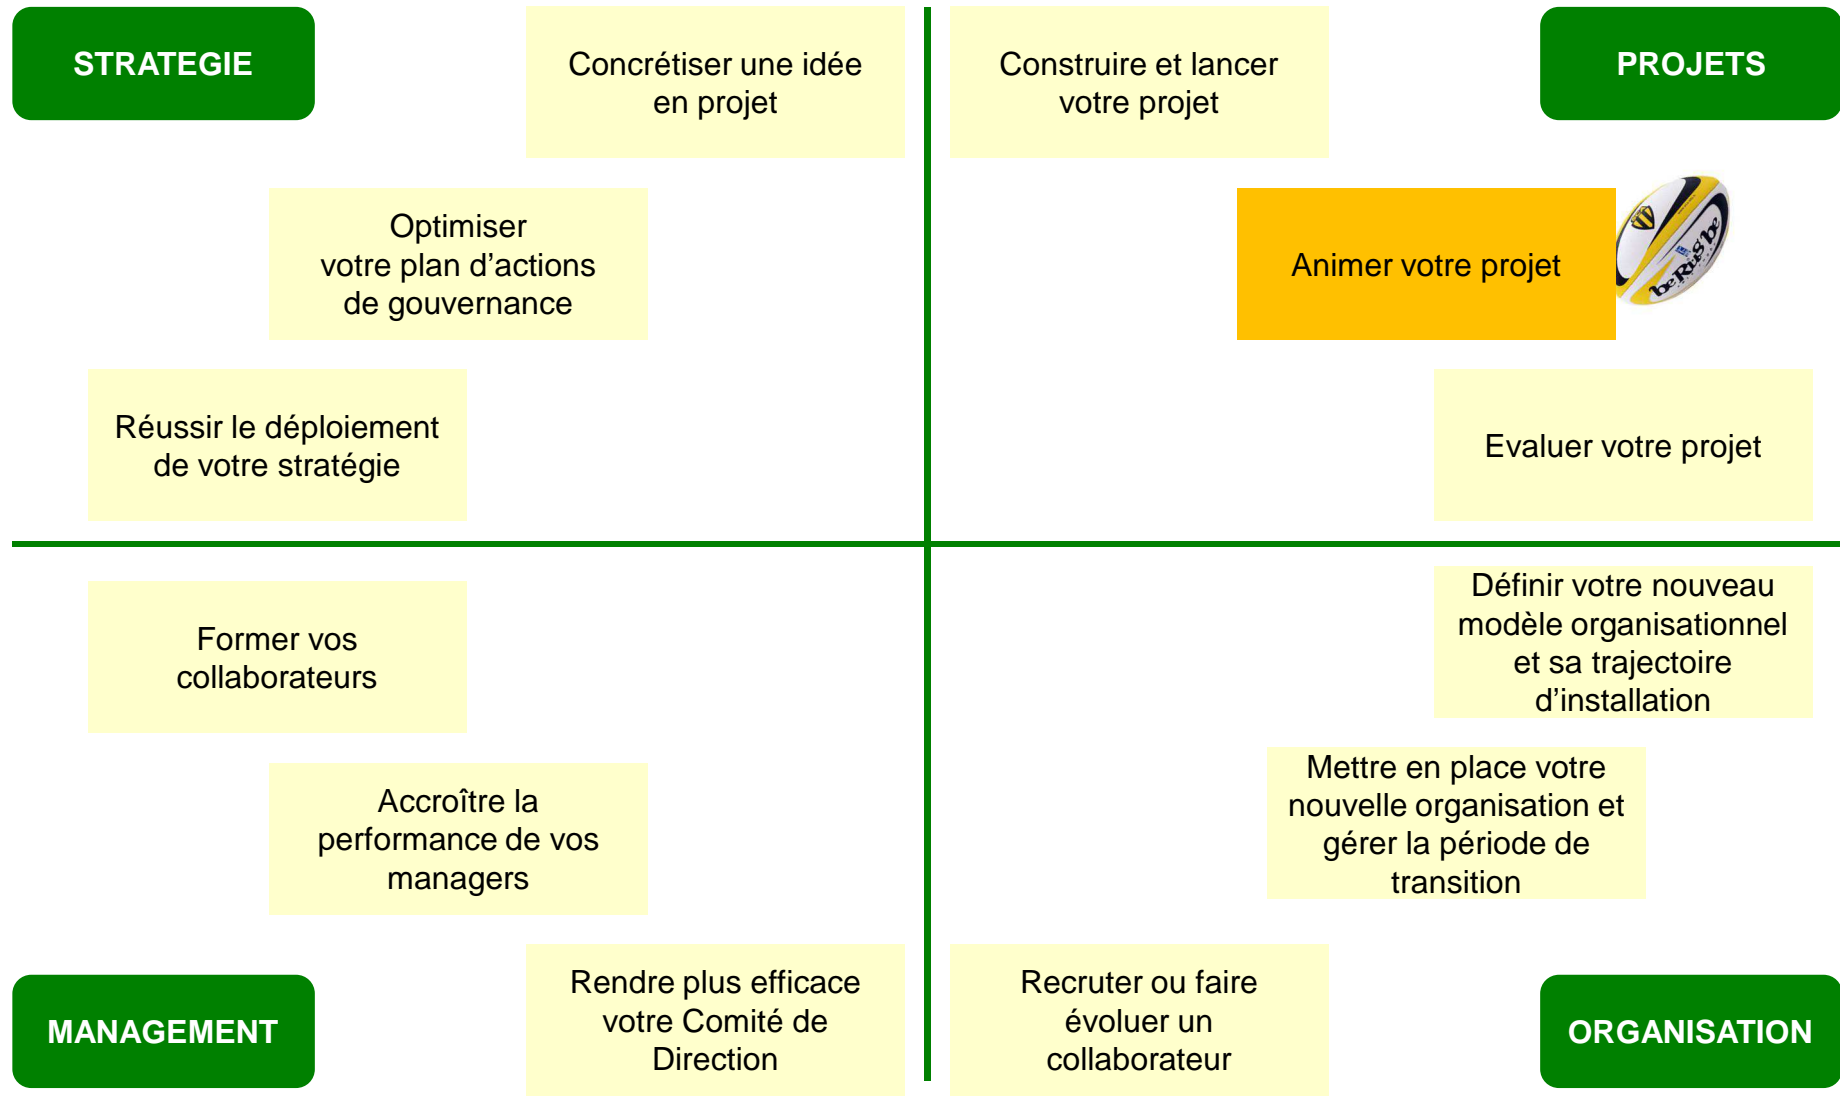 STRATEGIE
Concrétiser une idée
en projet
Construire et lancer
votre projet
PROJETS
Optimiser
votre plan d’actions
de gouvernance
Animer votre projet
beRugbe
Réussir le déploiement
de votre stratégie
Evaluer votre projet
Former vos
collaborateurs
Définir votre nouveau
modèle organisationnel
et sa trajectoire
d’installation
Accroître la
performance de vos
managers
Mettre en place votre
nouvelle organisation et
gérer la période de
transition
MANAGEMENT
Rendre plus efficace
votre Comité de
Direction
Recruter ou faire
évoluer un
collaborateur
ORGANISATION